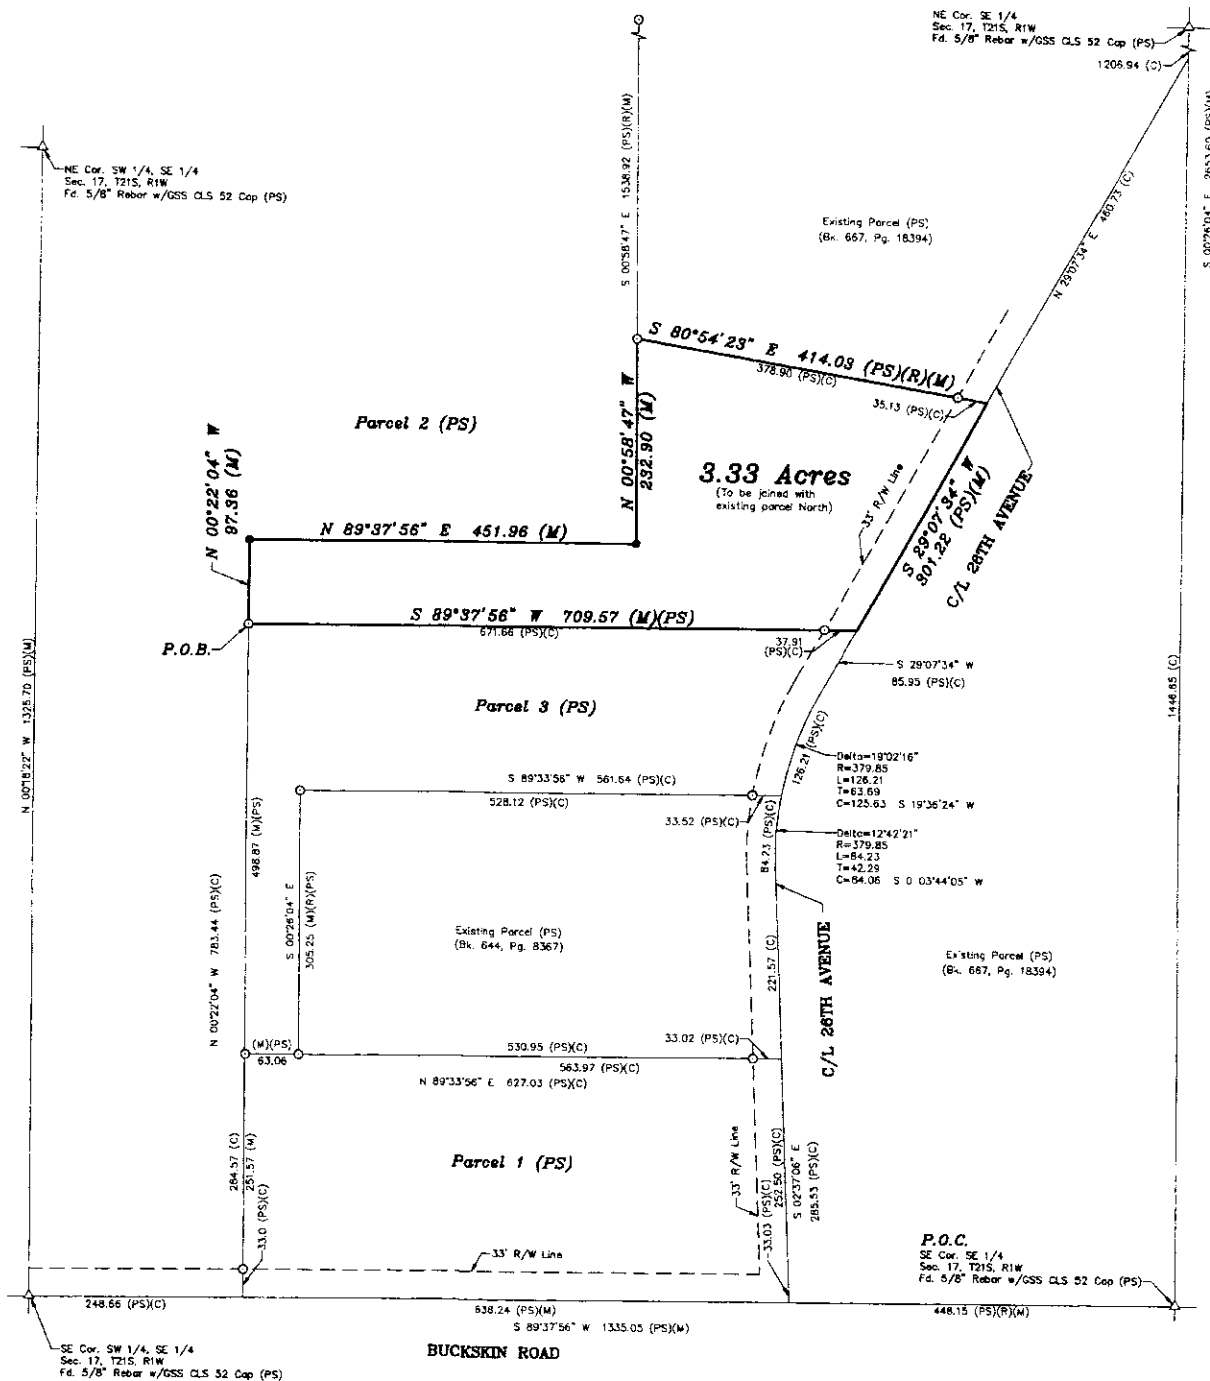 NE Cor. SE 1/4
Sec. 17, T21S, R1W
Fd. 5/8" Rebar w/GSS CLS 52 Cap (PS)
1206.94 (C)
S 00°26'04" E 2653.60 (PS)(M)
NE Cor. SW 1/4, SE 1/4
Sec. 17, T21S, R1W
Fd. 5/8" Rebar w/GSS CLS 52 Cap (PS)
S 00°58'47" E 1538.92 (PS)(R)(M)
Existing Parcel (PS)
(Bk. 667, Pg. 18394)
N 29°07'34" E 460.73 (C)
S 80°54'23" E 414.03 (PS)(R)(M)
378.90 (PS)(C)
35.13 (PS)(C)
Parcel 2 (PS)
N 00°22'04" W
97.36 (M)
N 00°58'47" W
232.90 (M)
3.33 Acres
(To be joined with
existing parcel North)
33' R/W Line
S 29°07'34" W
301.22 (PS)(M)
C/L 26TH AVENUE
N 89°37'56" E 451.96 (M)
S 89°37'56" W 709.57 (M)(PS)
671.66 (PS)(C)
37.91
(PS)(C)
P.O.B.
S 29°07'34" W
85.95 (PS)(C)
Parcel 3 (PS)
N 00°18'22" W 1325.70 (PS)(M)
1446.65 (C)
126.21 (PS)(C)
Delta=19°02'16"
R=379.85
L=126.21
T=63.69
C=125.63 S 19°36'24" W
S 89°33'56" W 561.64 (PS)(C)
528.12 (PS)(C)
33.52 (PS)(C)
84.23 (PS)(C)
Delta=12°42'21"
R=379.85
L=84.23
T=42.29
C=84.06 S 0 03°44'05" W
498.87 (M)(PS)
N 00°22'04" W 783.44 (PS)(C)
S 00°26'04" E
305.25 (M)(R)(PS)
Existing Parcel (PS)
(Bk. 644, Pg. 8367)
221.57 (C)
C/L 26TH AVENUE
Existing Parcel (PS)
(Bk. 667, Pg. 18394)
(M)(PS)
63.06
530.95 (PS)(C)
33.02 (PS)(C)
563.97 (PS)(C)
N 89°33'56" E 627.03 (PS)(C)
Parcel 1 (PS)
284.57 (C)
251.57 (M)
33.0 (PS)(C)
33' R/W Line
33.03 (PS)(C)
252.50 (PS)(C)
S 02°37'06" E
285.53 (PS)(C)
33' R/W Line
P.O.C.
SE Cor. SE 1/4
Sec. 17, T21S, R1W
Fd. 5/8" Rebar w/GSS CLS 52 Cap (PS)
248.66 (PS)(C)
638.24 (PS)(M)
448.15 (PS)(R)(M)
S 89°37'56" W 1335.05 (PS)(M)
BUCKSKIN ROAD
SE Cor. SW 1/4, SE 1/4
Sec. 17, T21S, R1W
Fd. 5/8" Rebar w/GSS CLS 52 Cap (PS)